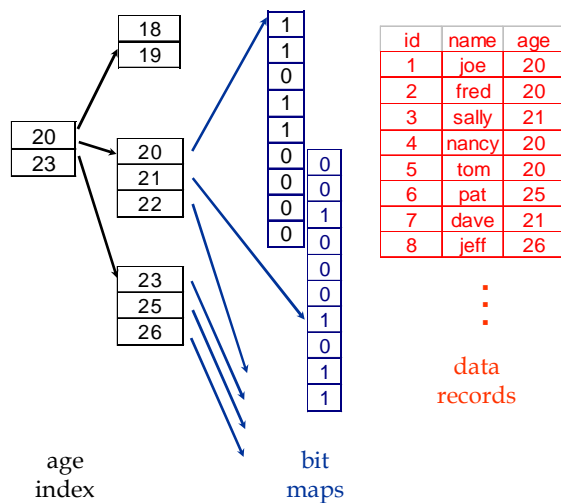 20
23
18
19
20
21
22
23
25
26
age
index
1
1
0
1
1
0
0
0
0
0
0
1
0
0
0
1
0
1
1
bit
maps
id name age
1 joe 20
2 fred 20
3 sally 21
4 nancy 20
5 tom 20
6 pat 25
7 dave 21
8 jeff 26
data
records